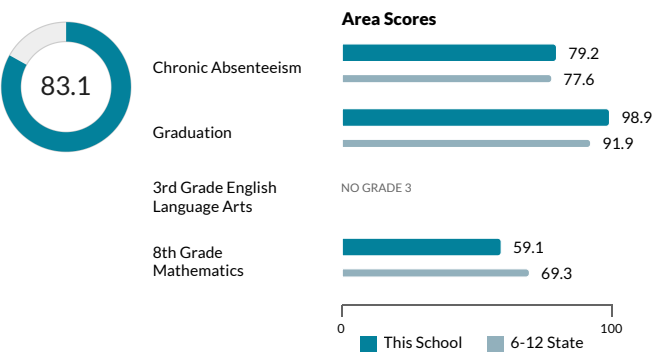 Area Scores
83.1
Chronic Absenteeism
79.2
77.6
Graduation
98.9
91.9
3rd Grade English
Language Arts
NO GRADE 3
8th Grade
Mathematics
59.1
69.3
0
100
This School
6-12 State